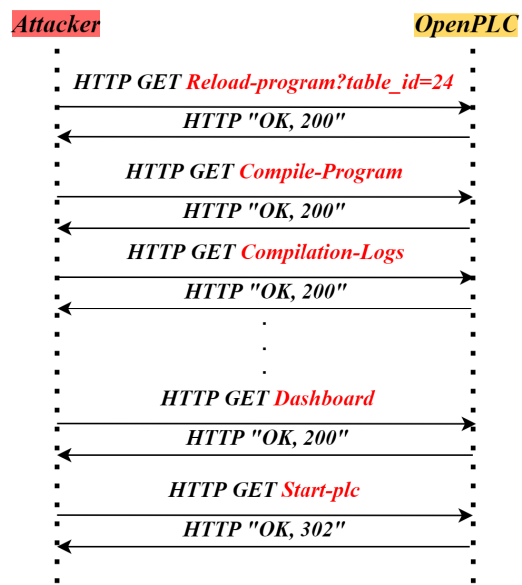 Attacker OpenPLC
HTTP GET Reload-program?table_id=24
HTTP "OK, 200"
HTTP GET Compile-Program
HTTP "OK, 200"
HTTP GET Compilation-Logs
HTTP "OK, 200"
.
.
.
HTTP GET Dashboard
HTTP "OK, 200"
HTTP GET Start-plc
HTTP "OK, 302"